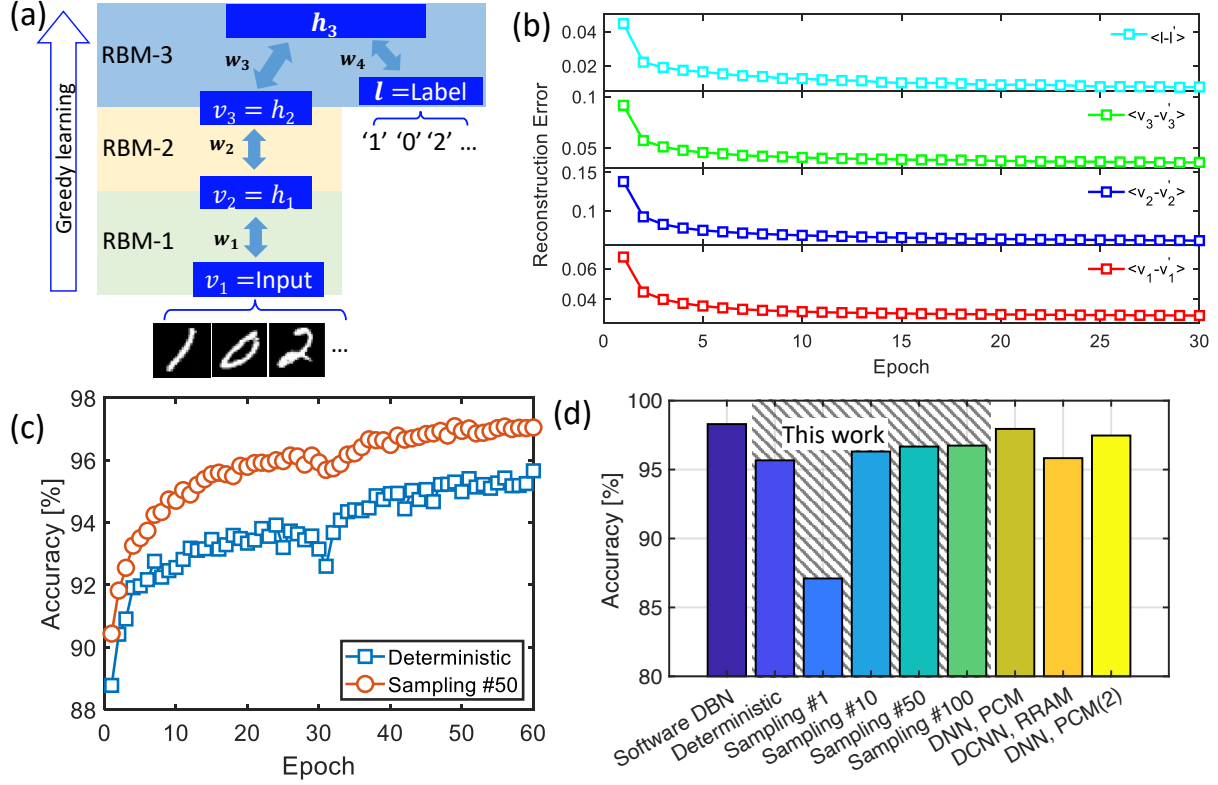 (a)
Greedy learning
RBM-3
h3
w3
w4
l =Label
v3 = h2
'1' '0' '2' ...
RBM-2
w2
v2 = h1
RBM-1
w1
v1 =Input
...
(b)
Reconstruction Error
0.04
0.02
<l-l'>
0.1
0.05
<v3-v3'>
0.15
0.1
<v2-v2'>
0.06
0.04
<v1-v1'>
0 5 10 15 20 25 30
Epoch
(c)
Accuracy [%]
98
96
94
92
90
88
Deterministic
Sampling #50
0 10 20 30 40 50 60
Epoch
(d)
Accuracy [%]
100
95
90
85
80
This work
Software DBN
Deterministic
Sampling #1
Sampling #10
Sampling #50
Sampling #100
DNN, PCM
DCNN, RRAM
DNN, PCM(2)